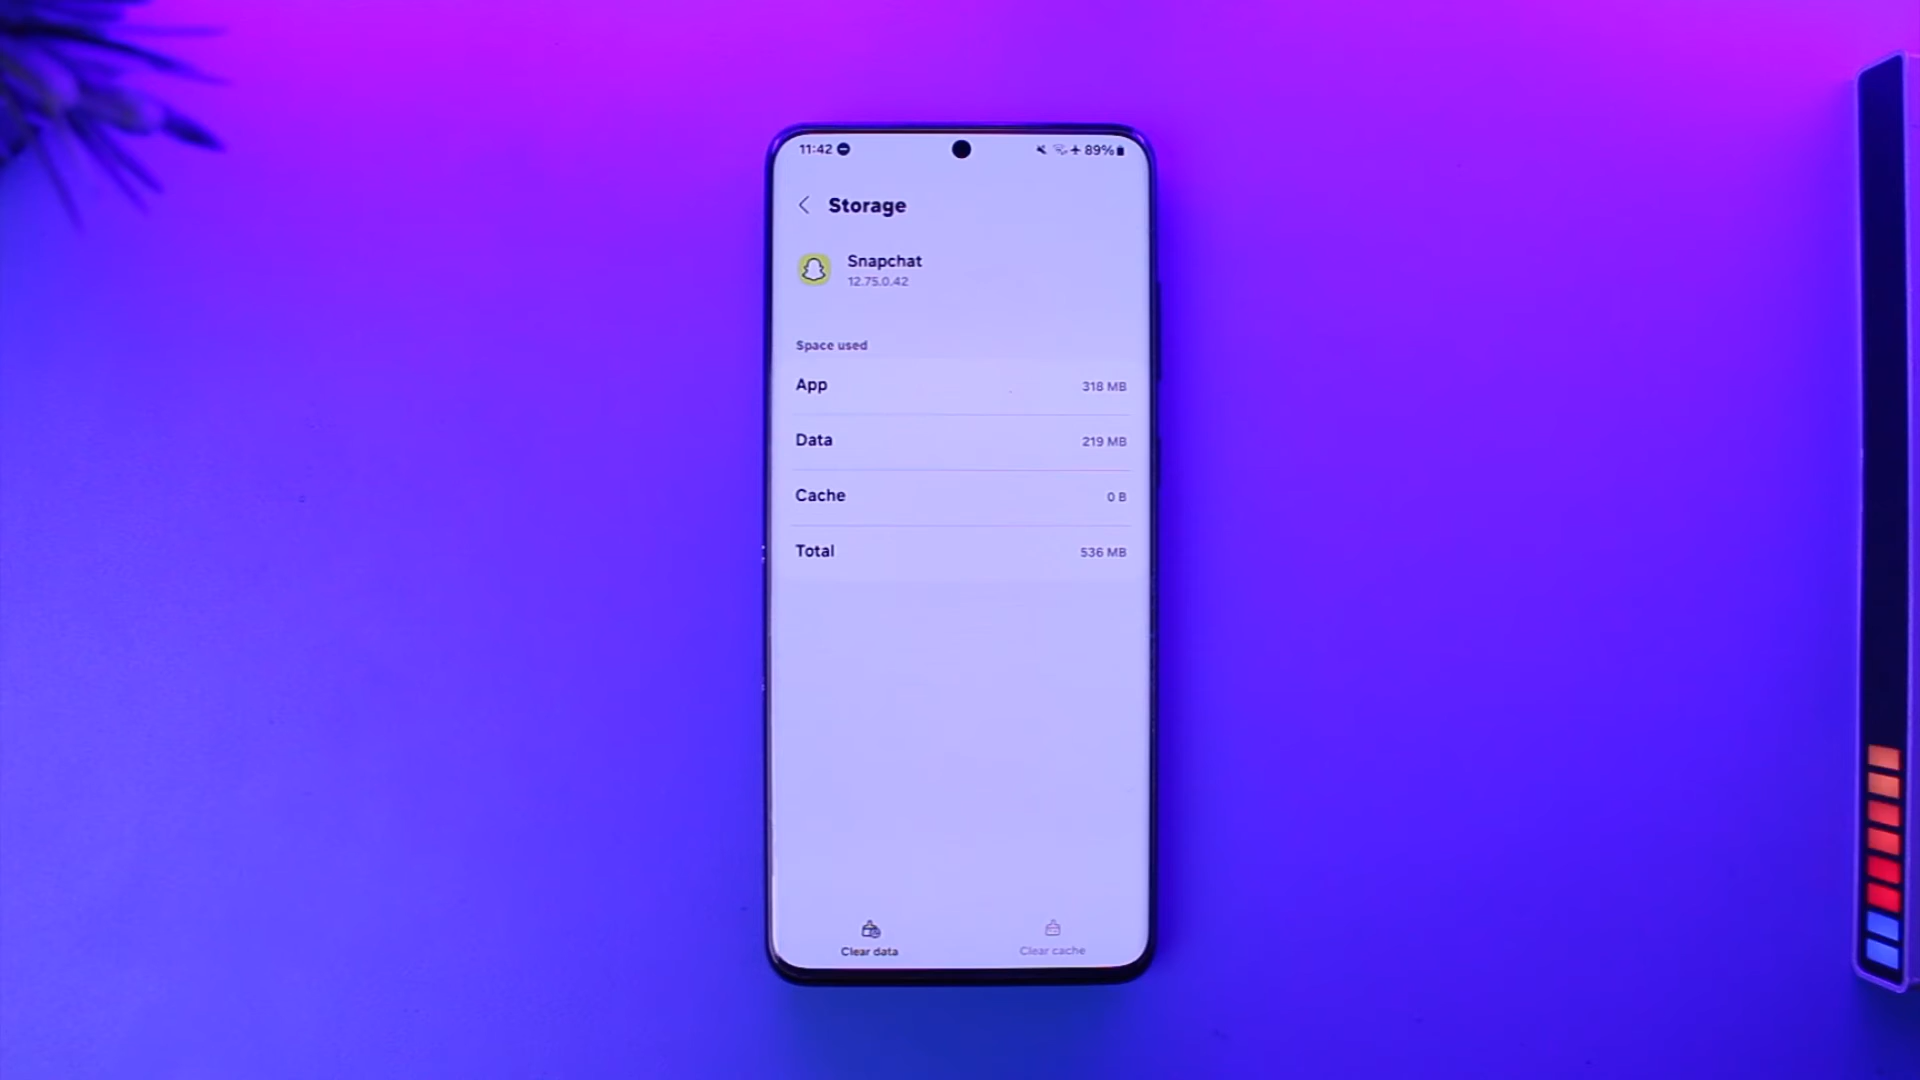 11:42
89%
Storage
Snapchat
12.75.0.42
Space used
App 318 MB
Data 219 MB
Cache 0 B
Total 536 MB
Clear data Clear cache